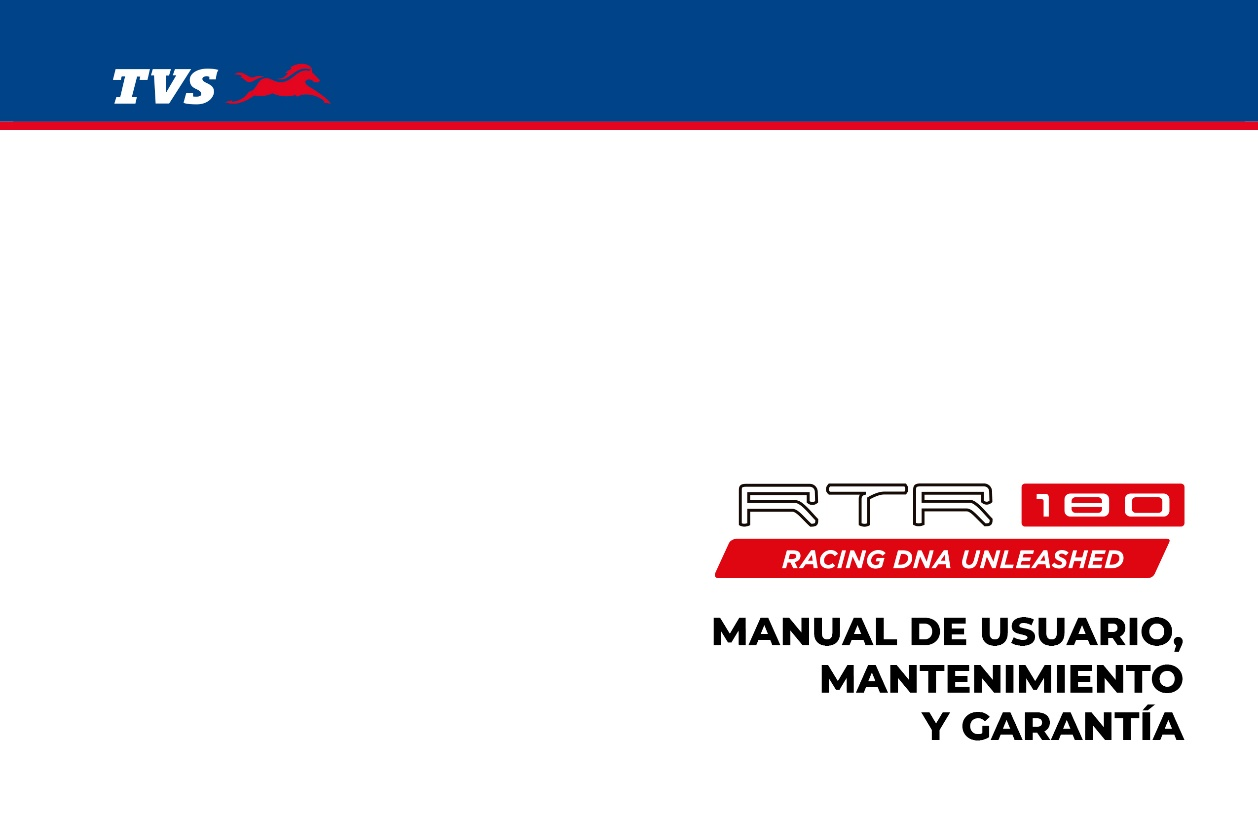 TVS
RTR 180
RACING DNA UNLEASHED
MANUAL DE USUARIO,
MANTENIMIENTO
Y GARANTÍA